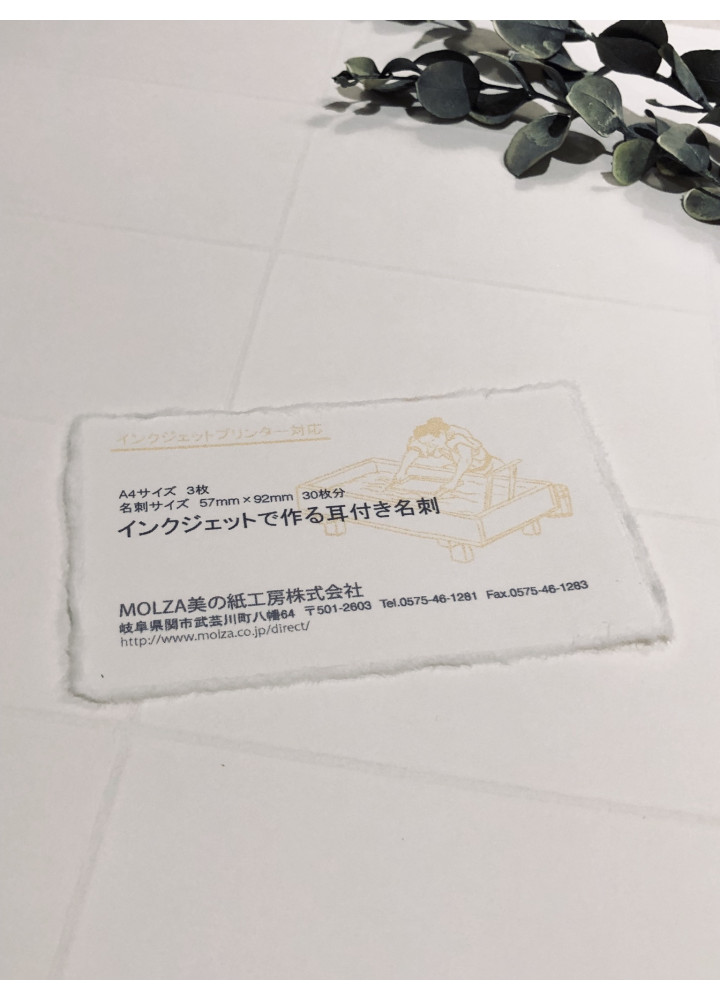 インクジェットプリンター対応
A4サイズ 3枚
名刺サイズ 57mm×92mm 30枚分
インクジェットで作る耳付き名刺
MOLZA美の紙工房株式会社
岐阜県関市武芸川町八幡64 〒501-2603 Tel.0575-46-1281 Fax.0575-46-1283
http://www.molza.co.jp/direct/